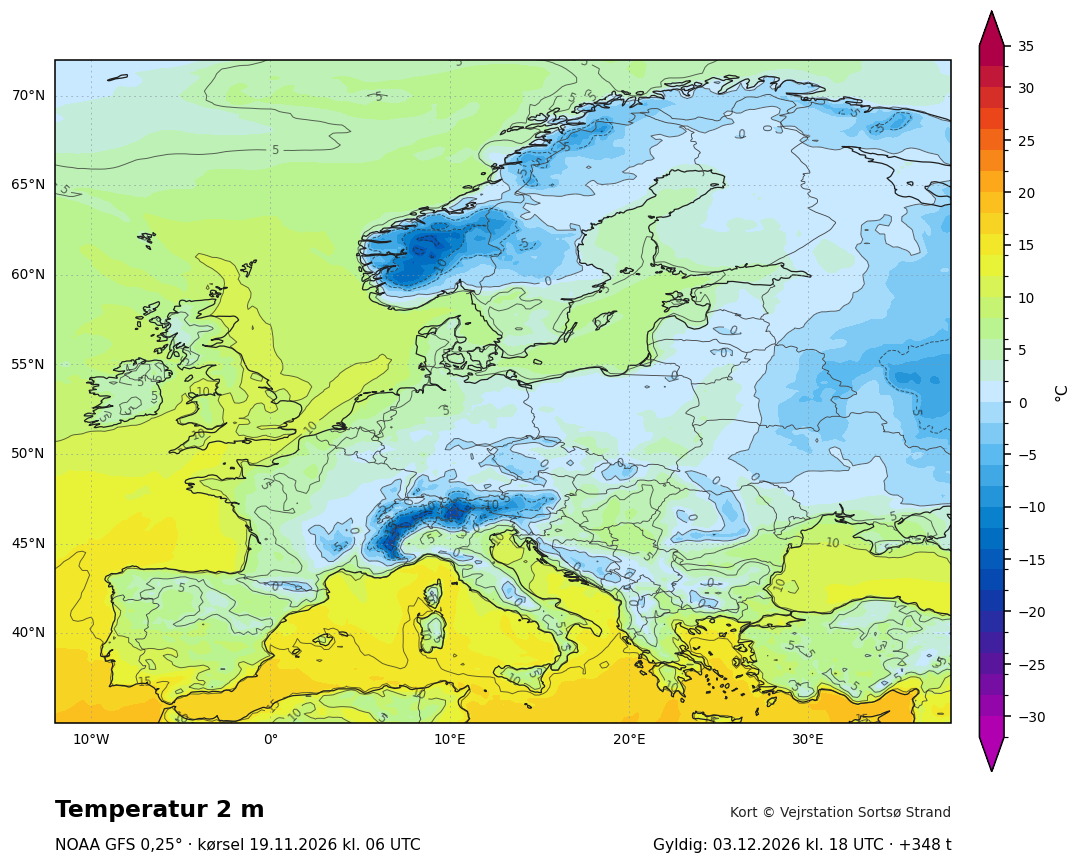 70°N
65°N
60°N
55°N
50°N
45°N
40°N
10°W
0°
10°E
20°E
30°E
35
30
25
20
15
10
5
0
−5
−10
−15
−20
−25
−30
°C
Temperatur 2 m
Kort © Vejrstation Sortsø Strand
NOAA GFS 0,25° · kørsel 19.11.2026 kl. 06 UTC
Gyldig: 03.12.2026 kl. 18 UTC · +348 t